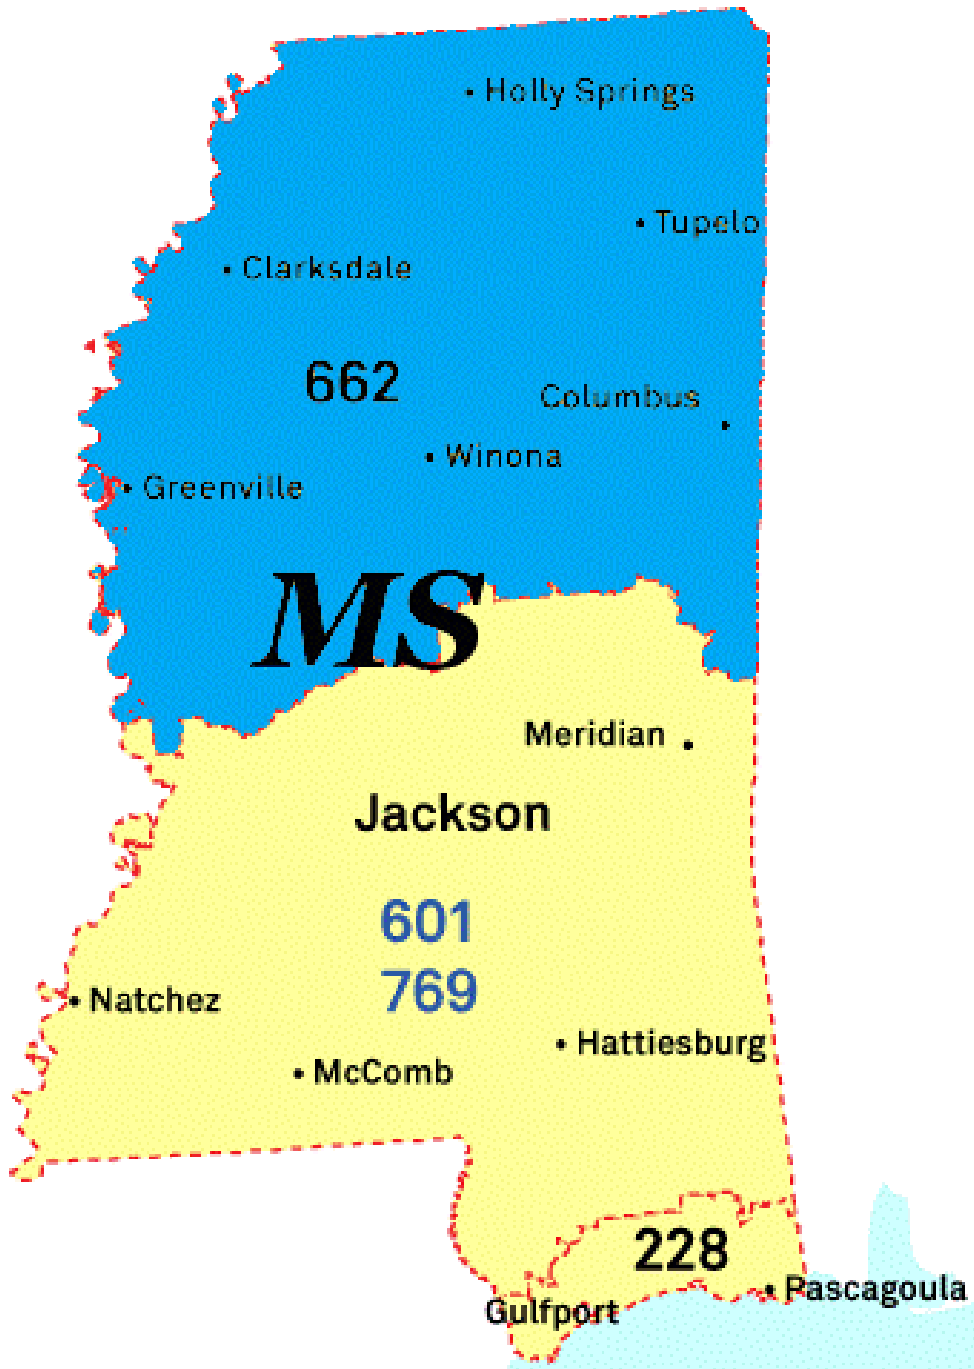 Holly Springs
Tupelo
Clarksdale
662
Columbus
Winona
Greenville
MS
Meridian
Jackson
601
769
Natchez
Hattiesburg
McComb
228
Pascagoula
Gulfport